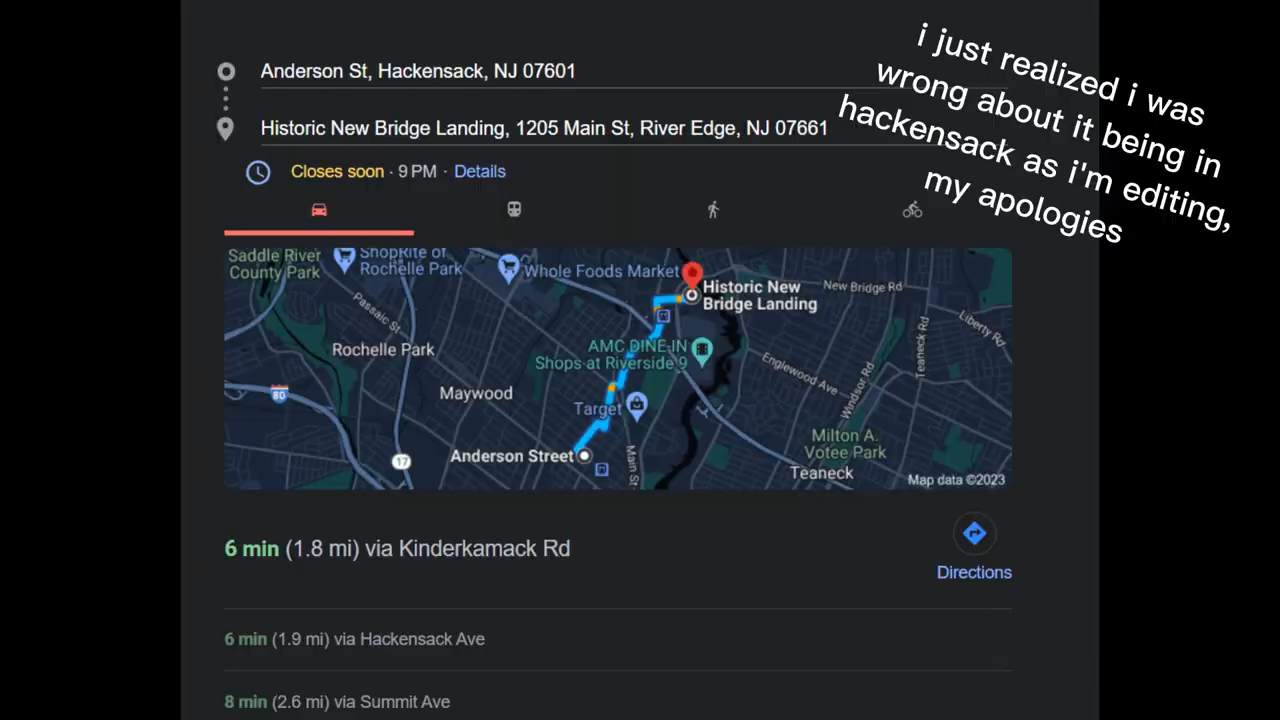 i just realized i was
wrong about it being in
hackensack as i'm editing,
my apologies
Anderson St, Hackensack, NJ 07601
Historic New Bridge Landing, 1205 Main St, River Edge, NJ 07661
Closes soon · 9 PM · Details
Saddle River
County Park
ShopRite of
Rochelle Park
Whole Foods Market
Historic New
Bridge Landing
New Bridge Rd
Passaic St
Rochelle Park
AMC DINE-IN
Shops at Riverside 9
Teaneck Rd
Liberty Rd
Englewood Ave
Windsor Rd
Maywood
80
Target
Anderson Street
17
Main St
Milton A.
Votee Park
Teaneck
Map data ©2023
6 min (1.8 mi) via Kinderkamack Rd
Directions
6 min (1.9 mi) via Hackensack Ave
8 min (2.6 mi) via Summit Ave